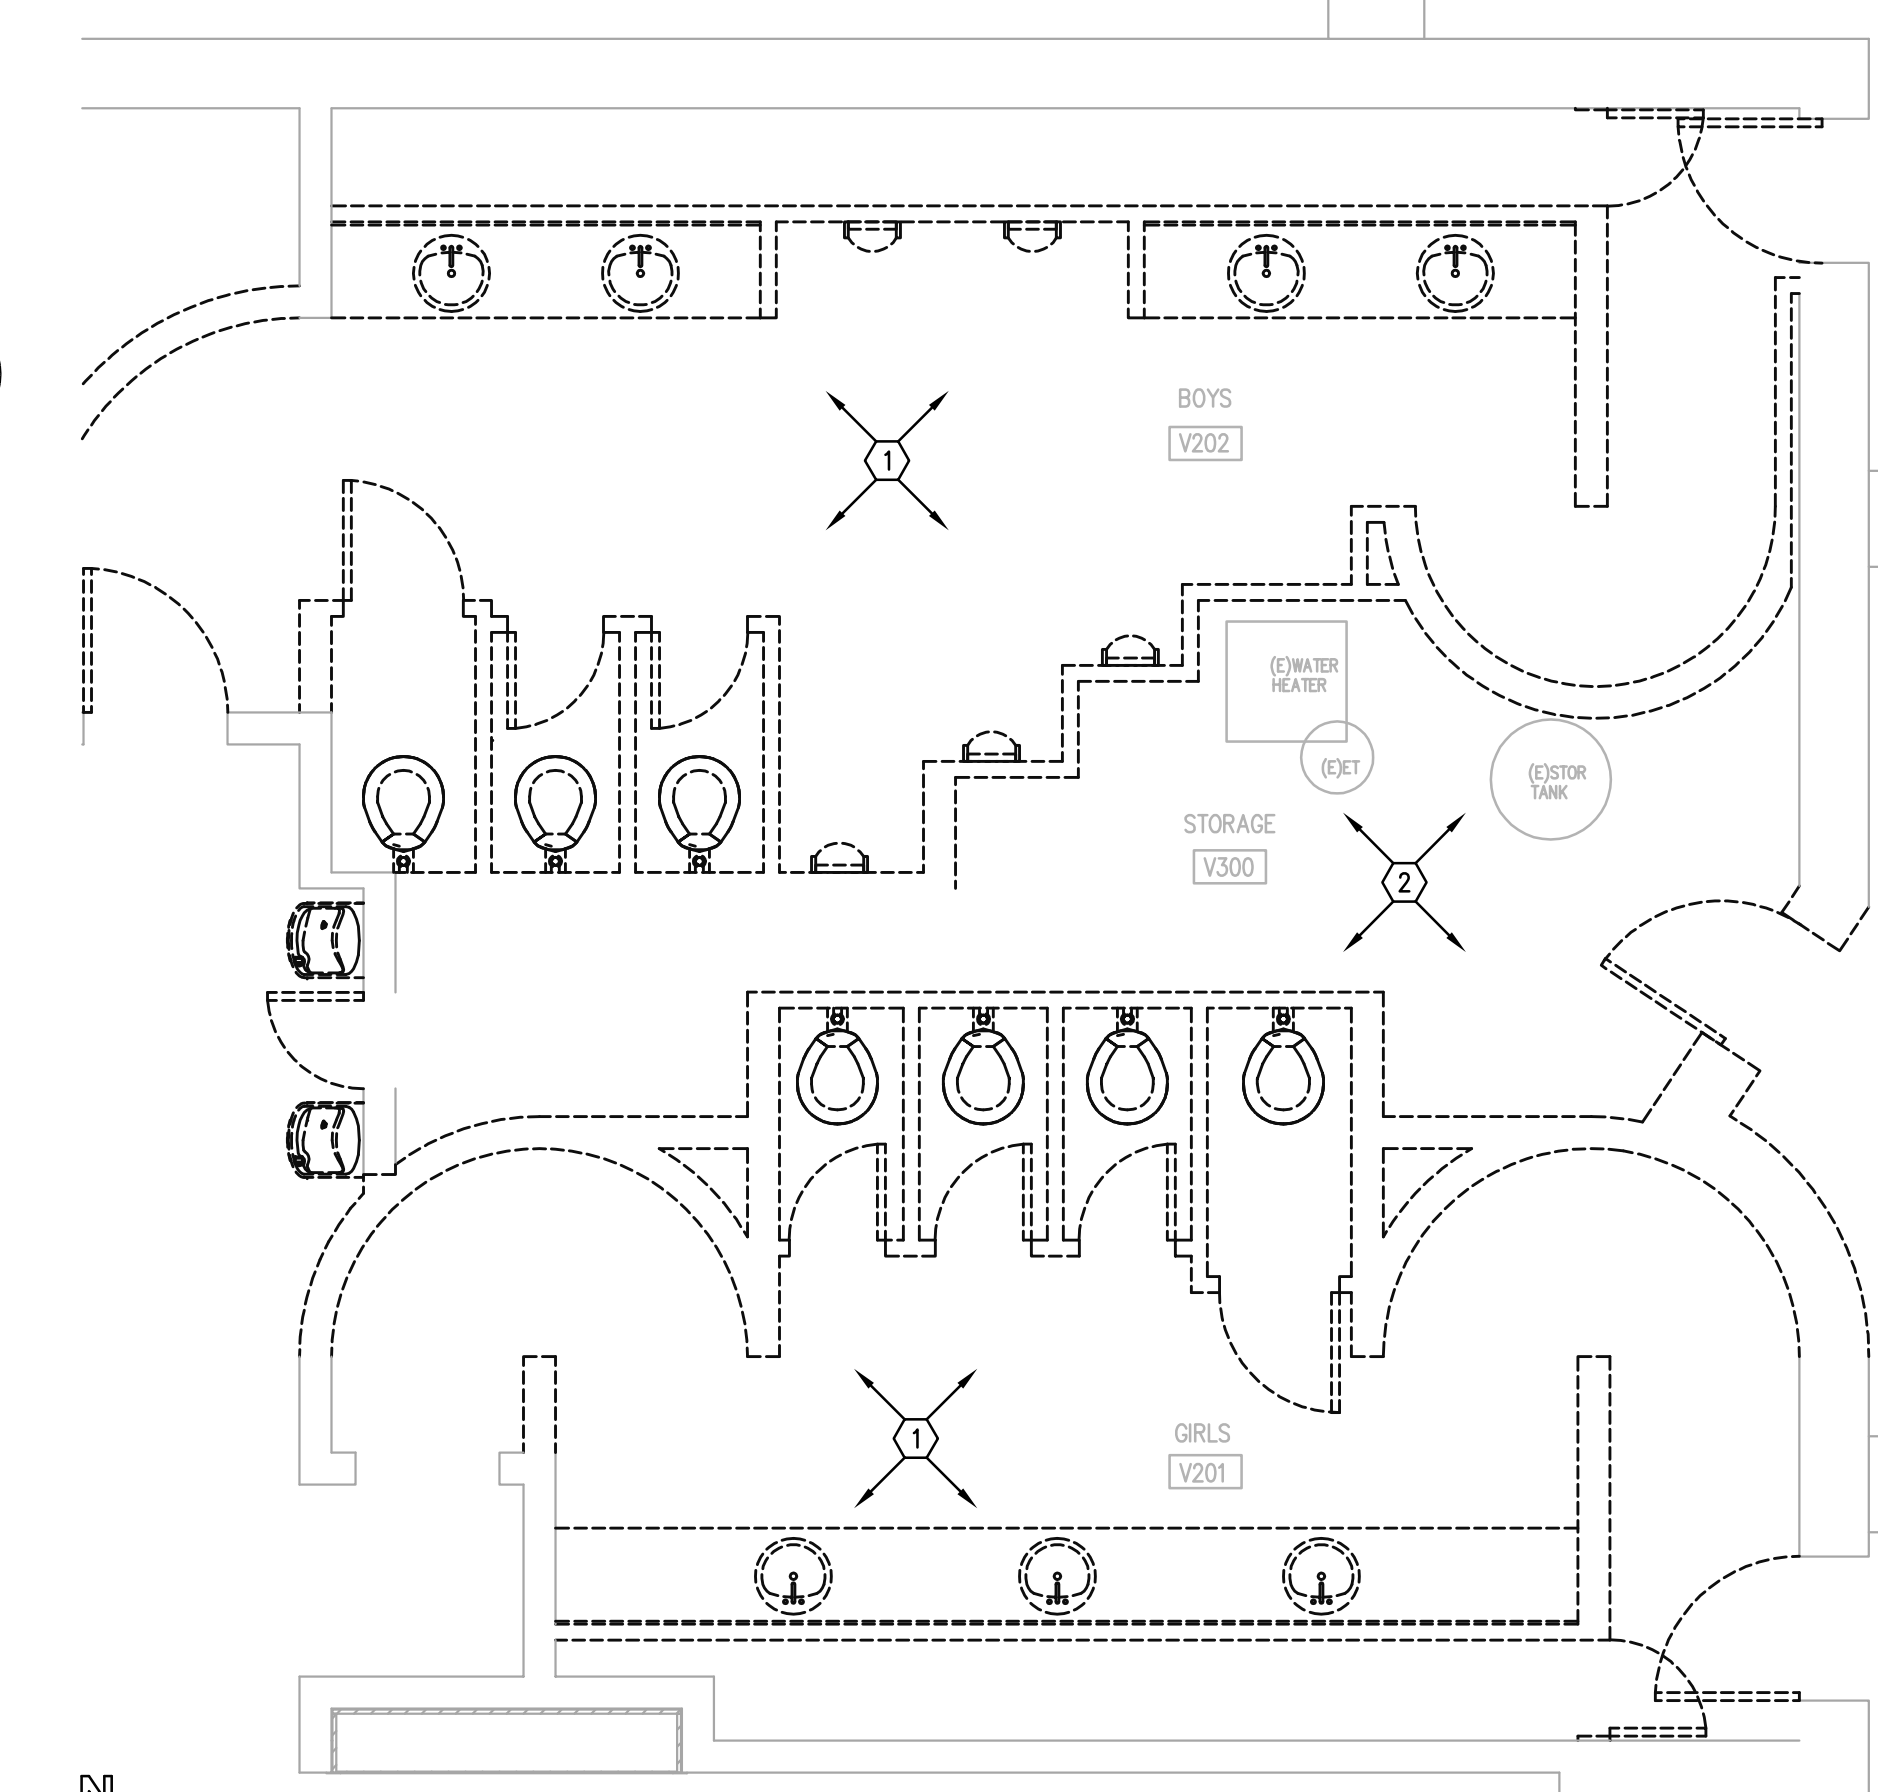 BOYS
V202
1
(E)WATER
HEATER
(E)ET
(E)STOR
TANK
STORAGE
V300
2
1
GIRLS
V201
N